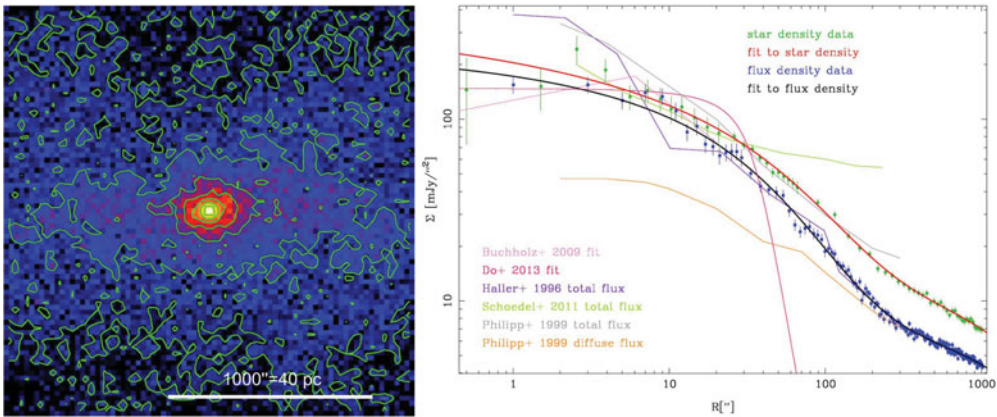 1000"=40 pc
star density data
fit to star density
flux density data
fit to flux density
100
Σ [mJy/"²]
Buchholz+ 2009 fit
Do+ 2013 fit
Haller+ 1996 total flux
Schoedel+ 2011 total flux
Philipp+ 1999 total flux
Philipp+ 1999 diffuse flux
10
1 10 100 1000
R["]